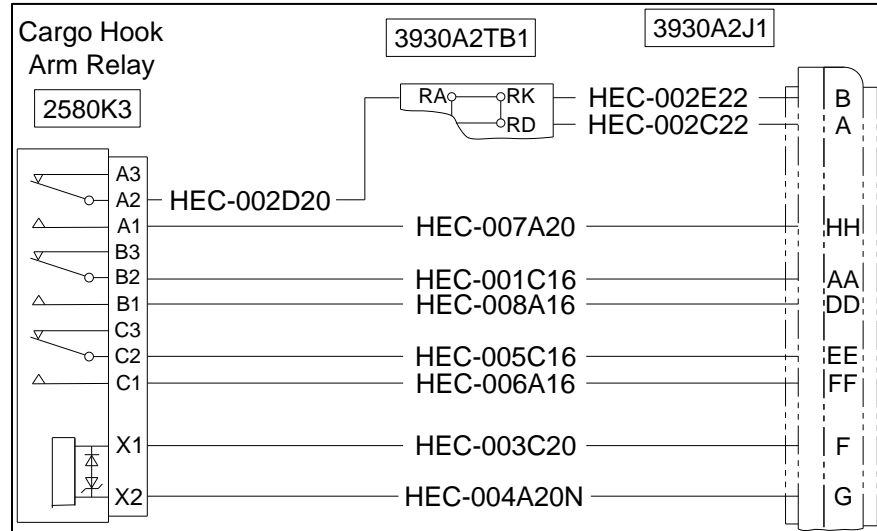 Cargo Hook
Arm Relay
2580K3
3930A2TB1
3930A2J1
RA RK HEC-002E22 B
RD HEC-002C22 A
A3
A2 HEC-002D20
A1 HEC-007A20 HH
B3
B2 HEC-001C16 AA
B1 HEC-008A16 DD
C3
C2 HEC-005C16 EE
C1 HEC-006A16 FF
X1 HEC-003C20 F
X2 HEC-004A20N G